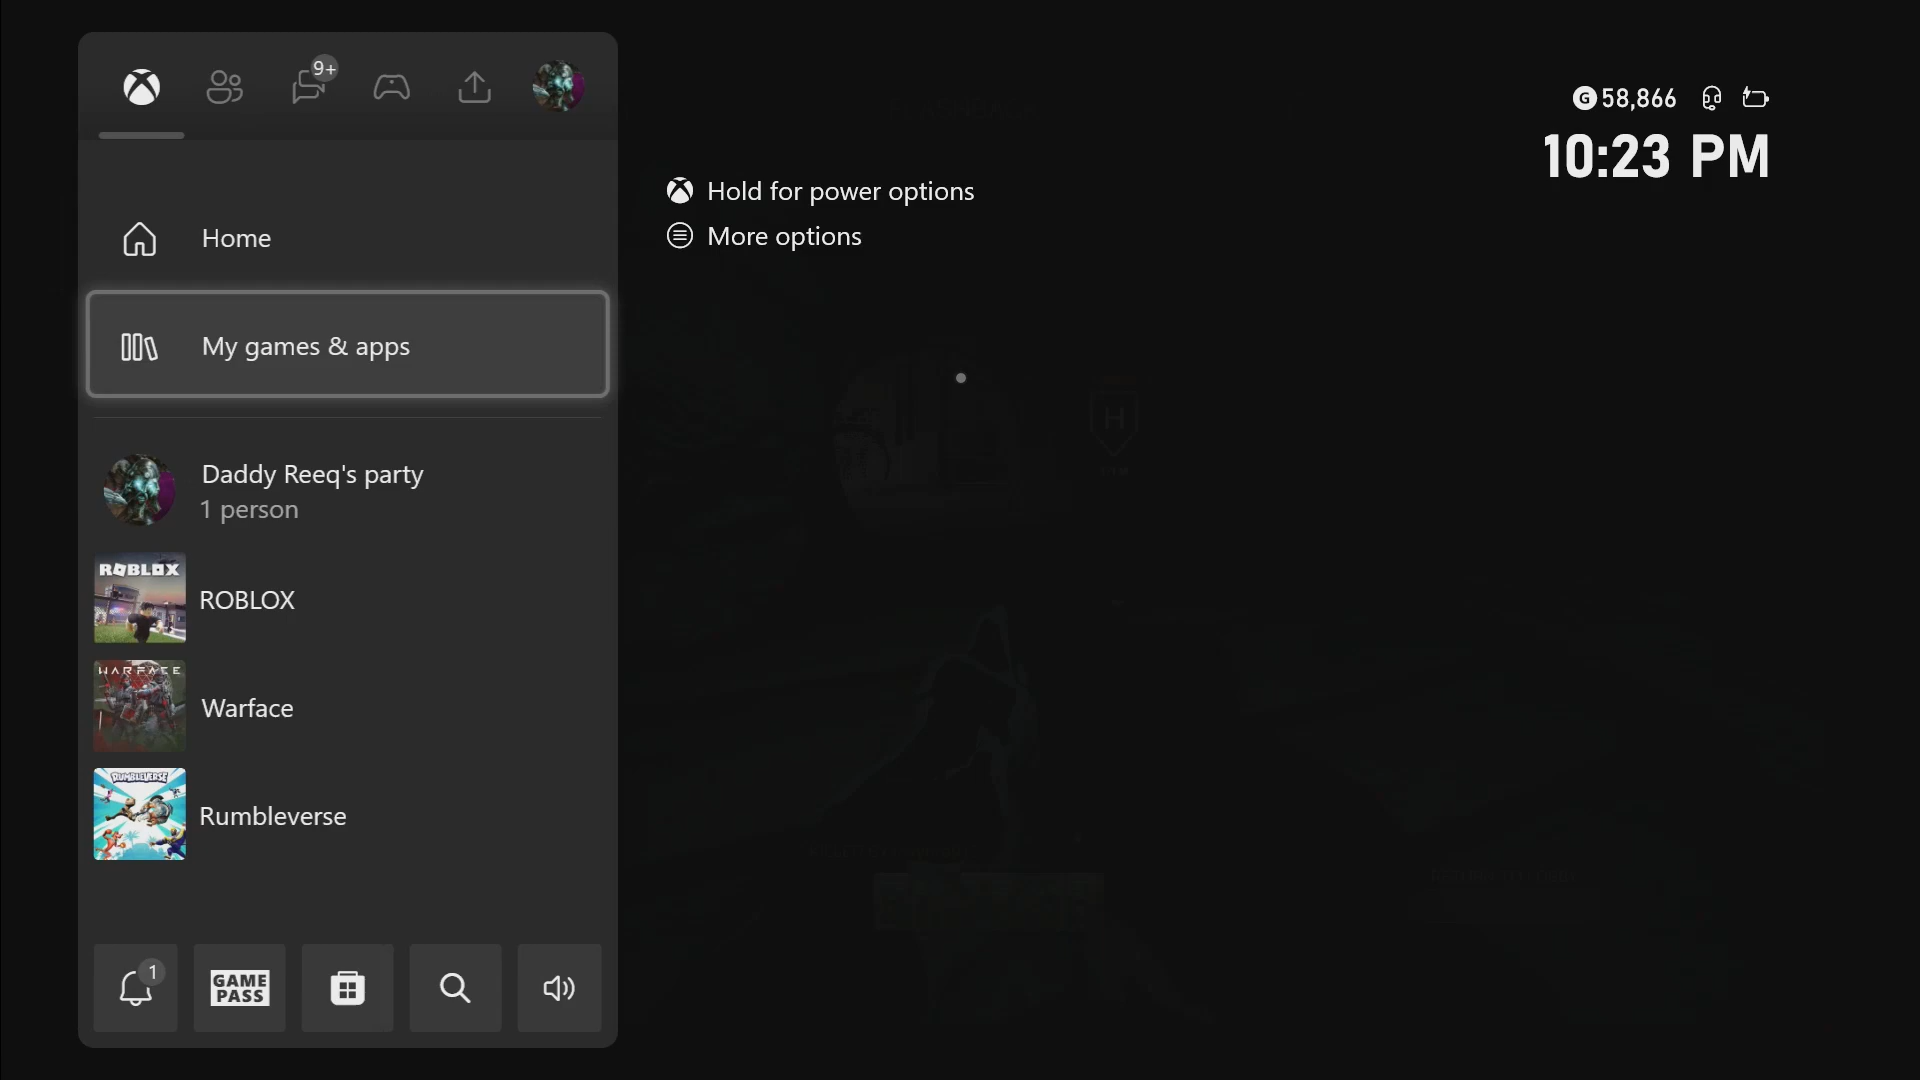 9+
58,866
10:23 PM
Hold for power options
More options
Home
My games & apps
Daddy Reeq's party
1 person
ROBLOX
ROBLOX
WARFACE
Warface
RUMBLEVERSE
Rumbleverse
1
GAME
PASS